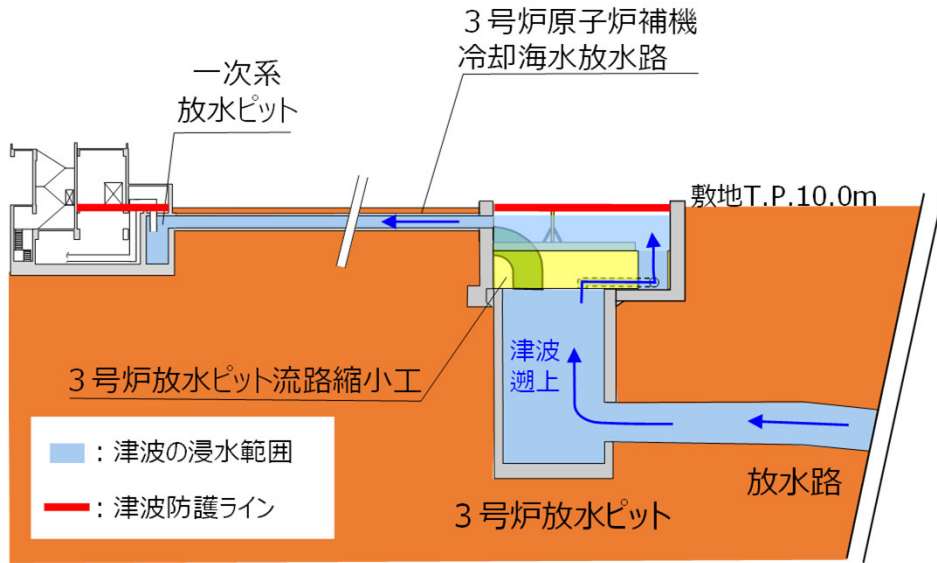 ３号炉原子炉補機
冷却海水放水路
一次系
放水ピット
敷地T.P.10.0m
津波
遡上
３号炉放水ピット流路縮小工
放水路
３号炉放水ピット
：津波の浸水範囲
：津波防護ライン